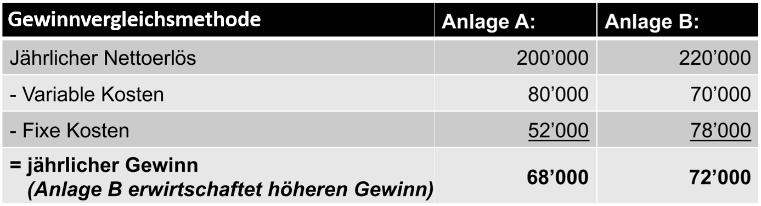 Gewinnvergleichsmethode Anlage A: Anlage B:
Jährlicher Nettoerlös 200’000 220’000
- Variable Kosten 80’000 70’000
- Fixe Kosten 52’000 78’000
= jährlicher Gewinn
(Anlage B erwirtschaftet höheren Gewinn) 68’000 72’000